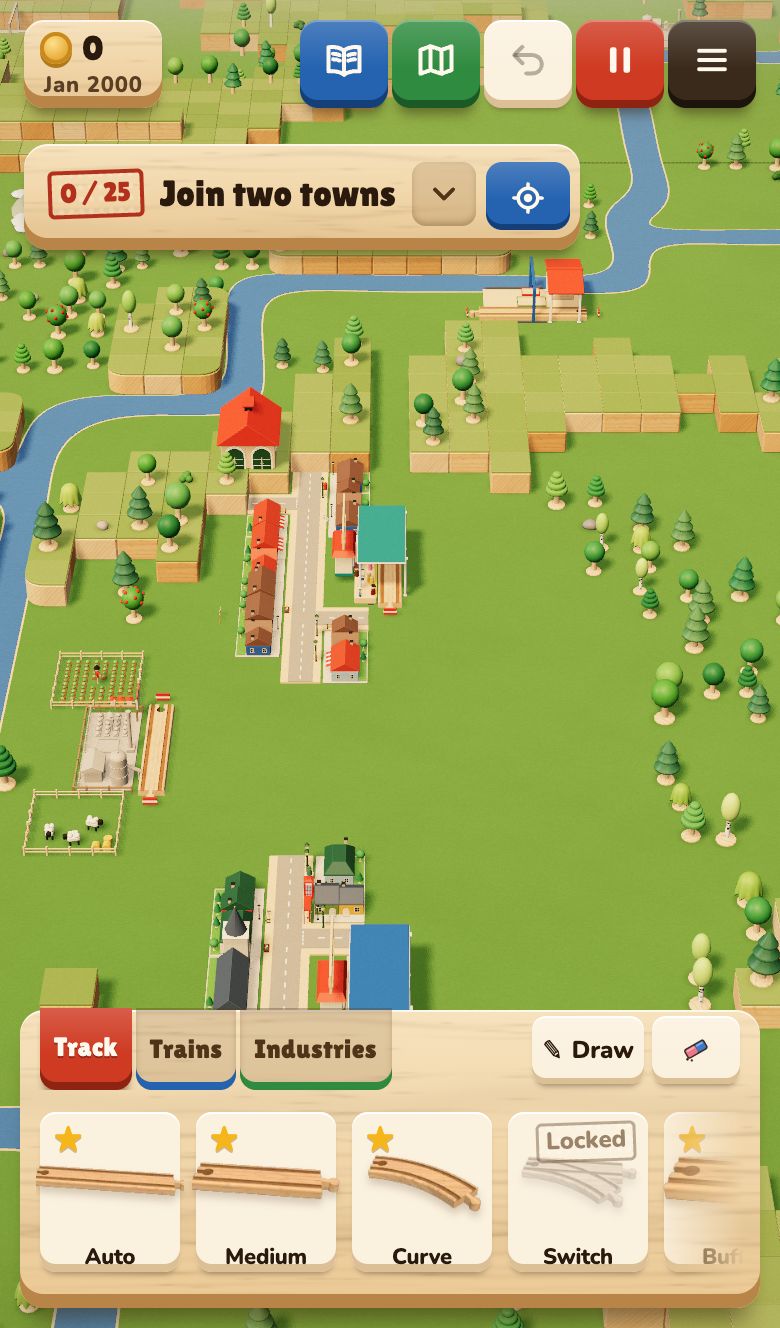 0
Jan 2000
0 / 25 Join two towns
Track
Trains
Industries
Draw
Locked
Auto
Medium
Curve
Switch